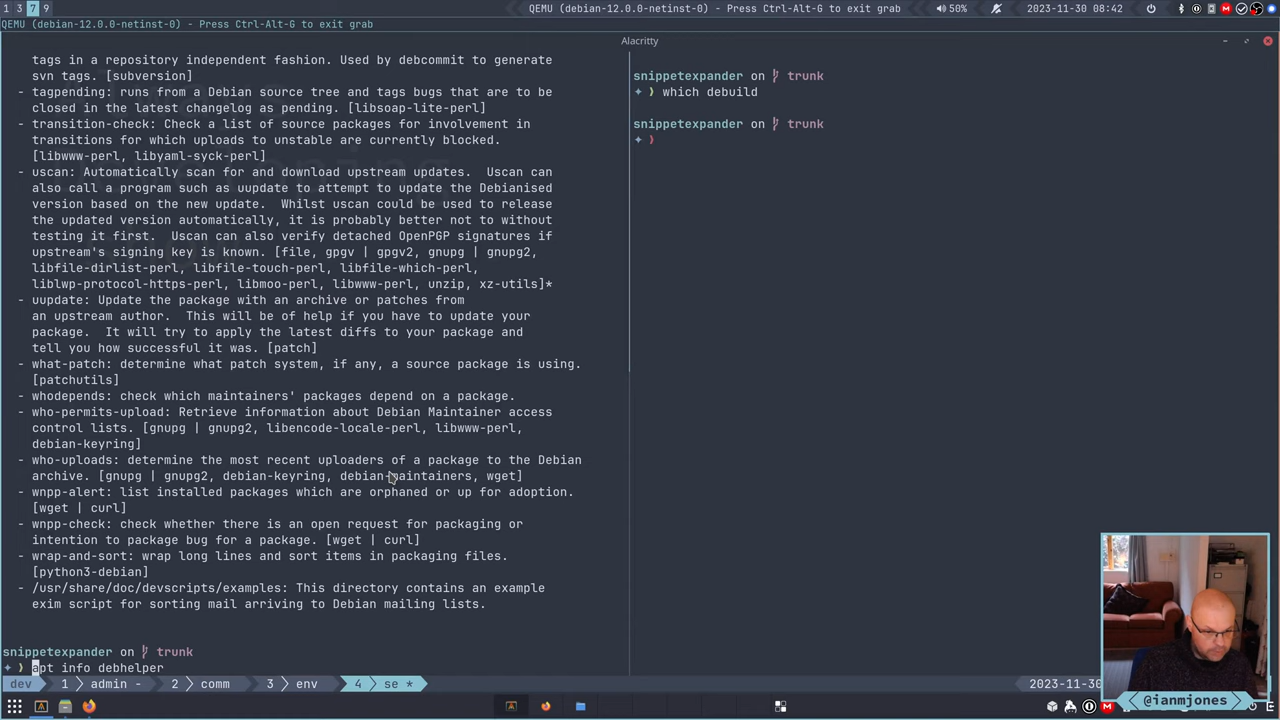 1 3 7 9
QEMU (debian-12.0.0-netinst-0) - Press Ctrl-Alt-G to exit grab
50%
2023-11-30 08:42
QEMU (debian-12.0.0-netinst-0) - Press Ctrl-Alt-G to exit grab
Alacritty
tags in a repository independent fashion. Used by debcommit to generate
svn tags. [subversion]
- tagpending: runs from a Debian source tree and tags bugs that are to be
closed in the latest changelog as pending. [libsoap-lite-perl]
- transition-check: Check a list of source packages for involvement in
transitions for which uploads to unstable are currently blocked.
[libwww-perl, libyaml-syck-perl]
- uscan: Automatically scan for and download upstream updates.  Uscan can
also call a program such as uupdate to attempt to update the Debianised
version based on the new update.  Whilst uscan could be used to release
the updated version automatically, it is probably better not to without
testing it first.  Uscan can also verify detached OpenPGP signatures if
upstream's signing key is known. [file, gpgv | gpgv2, gnupg | gnupg2,
libfile-dirlist-perl, libfile-touch-perl, libfile-which-perl,
liblwp-protocol-https-perl, libmoo-perl, libwww-perl, unzip, xz-utils]*
- uupdate: Update the package with an archive or patches from
an upstream author.  This will be of help if you have to update your
package.  It will try to apply the latest diffs to your package and
tell you how successful it was. [patch]
- what-patch: determine what patch system, if any, a source package is using.
[patchutils]
- whodepends: check which maintainers' packages depend on a package.
- who-permits-upload: Retrieve information about Debian Maintainer access
control lists. [gnupg | gnupg2, libencode-locale-perl, libwww-perl,
debian-keyring]
- who-uploads: determine the most recent uploaders of a package to the Debian
archive. [gnupg | gnupg2, debian-keyring, debian-maintainers, wget]
- wnpp-alert: list installed packages which are orphaned or up for adoption.
[wget | curl]
- wnpp-check: check whether there is an open request for packaging or
intention to package bug for a package. [wget | curl]
- wrap-and-sort: wrap long lines and sort items in packaging files.
[python3-debian]
- /usr/share/doc/devscripts/examples: This directory contains an example
exim script for sorting mail arriving to Debian mailing lists.
snippetexpander on trunk
apt info debhelper
snippetexpander on trunk
which debuild
snippetexpander on trunk
dev 1 admin - 2 comm 3 env 4 se *
2023-11-30
@ianmjones